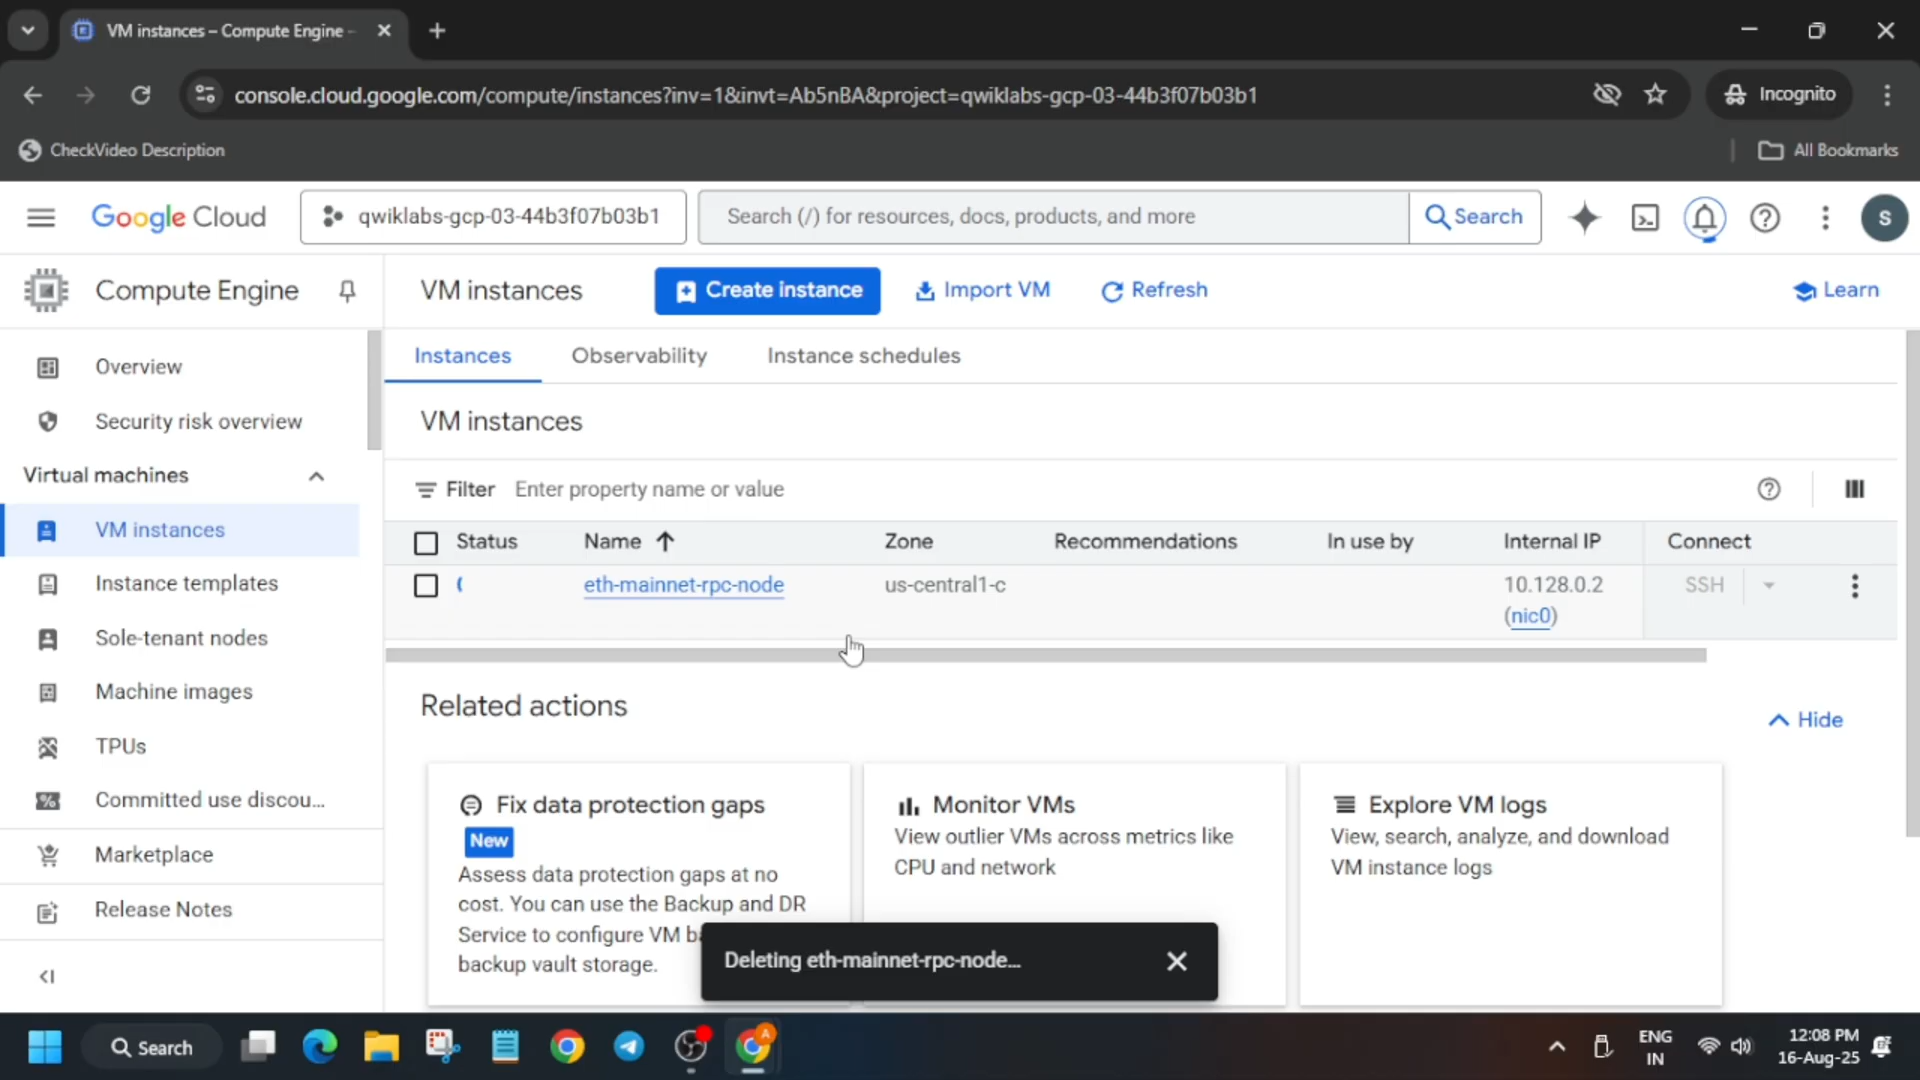 VM instances – Compute Engine -
console.cloud.google.com/compute/instances?inv=1&invt=Ab5nBA&project=qwiklabs-gcp-03-44b3f07b03b1
Incognito
CheckVideo Description
All Bookmarks
Google Cloud
qwiklabs-gcp-03-44b3f07b03b1
Search (/) for resources, docs, products, and more
Search
S
Compute Engine
VM instances
Create instance
Import VM
Refresh
Learn
Overview
Security risk overview
Virtual machines
VM instances
Instance templates
Sole-tenant nodes
Machine images
TPUs
Committed use discou...
Marketplace
Release Notes
Instances
Observability
Instance schedules
VM instances
Filter
Enter property name or value
Status
Name
Zone
Recommendations
In use by
Internal IP
Connect
eth-mainnet-rpc-node
us-central1-c
10.128.0.2
(nic0)
SSH
Related actions
Hide
Fix data protection gaps
New
Assess data protection gaps at no
cost. You can use the Backup and DR
Service to configure VM ba
backup vault storage.
Monitor VMs
View outlier VMs across metrics like
CPU and network
Explore VM logs
View, search, analyze, and download
VM instance logs
Deleting eth-mainnet-rpc-node...
Search
A
ENG
IN
12:08 PM
16-Aug-25